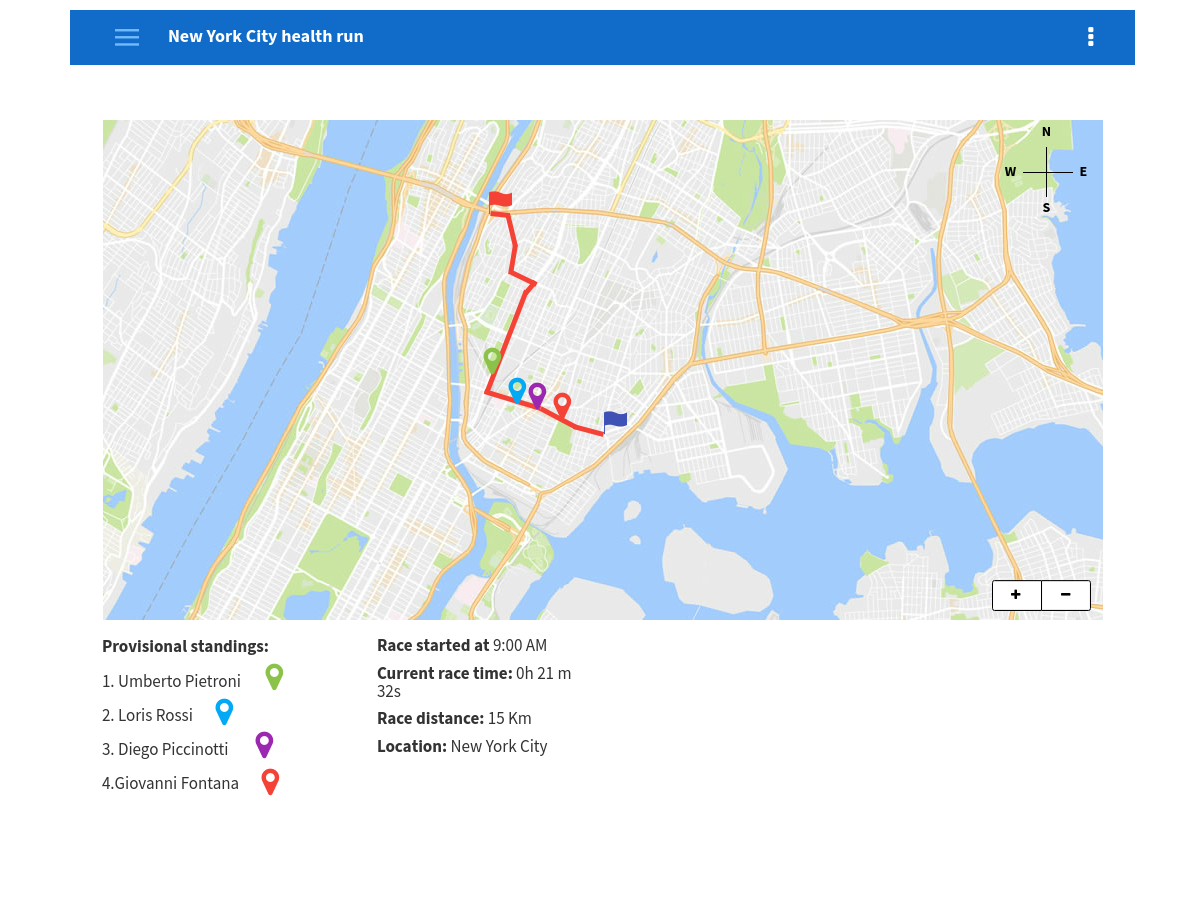 New York City health run
N
W E
S
+ −
Provisional standings:
1. Umberto Pietroni
2. Loris Rossi
3. Diego Piccinotti
4.Giovanni Fontana
Race started at 9:00 AM
Current race time: 0h 21 m
32s
Race distance: 15 Km
Location: New York City